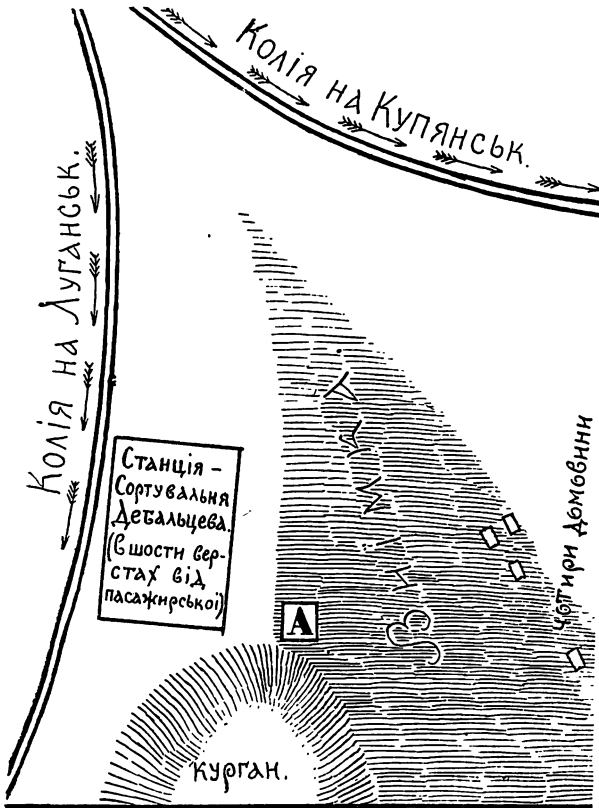 Колія на Купянськ.
Колія на Луганськ.
Станція –
Сортувальня
Дебальцева.
(в шости вер-
стах від
пасажирської)
Чотири домовини
А
курган.